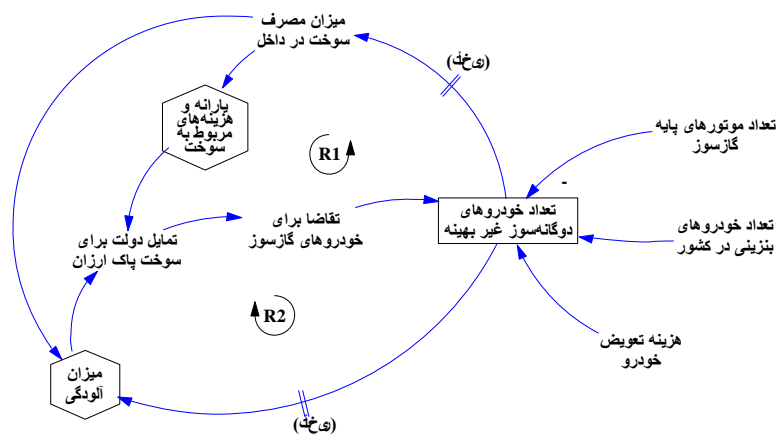 میزان مصرف
سوخت در داخل
(تأخیر)
یارانه و
هزینه‌های
مربوط به
سوخت
R1
تعداد موتورهای پایه
گازسوز
-
تعداد خودروهای
دوگانه‌سوز غیر بهینه
تقاضا برای
خودروهای گازسوز
تمایل دولت برای
سوخت پاک ارزان
تعداد خودروهای
بنزینی در کشور
R2
هزینه تعویض
خودرو
میزان
آلودگی
(تأخیر)